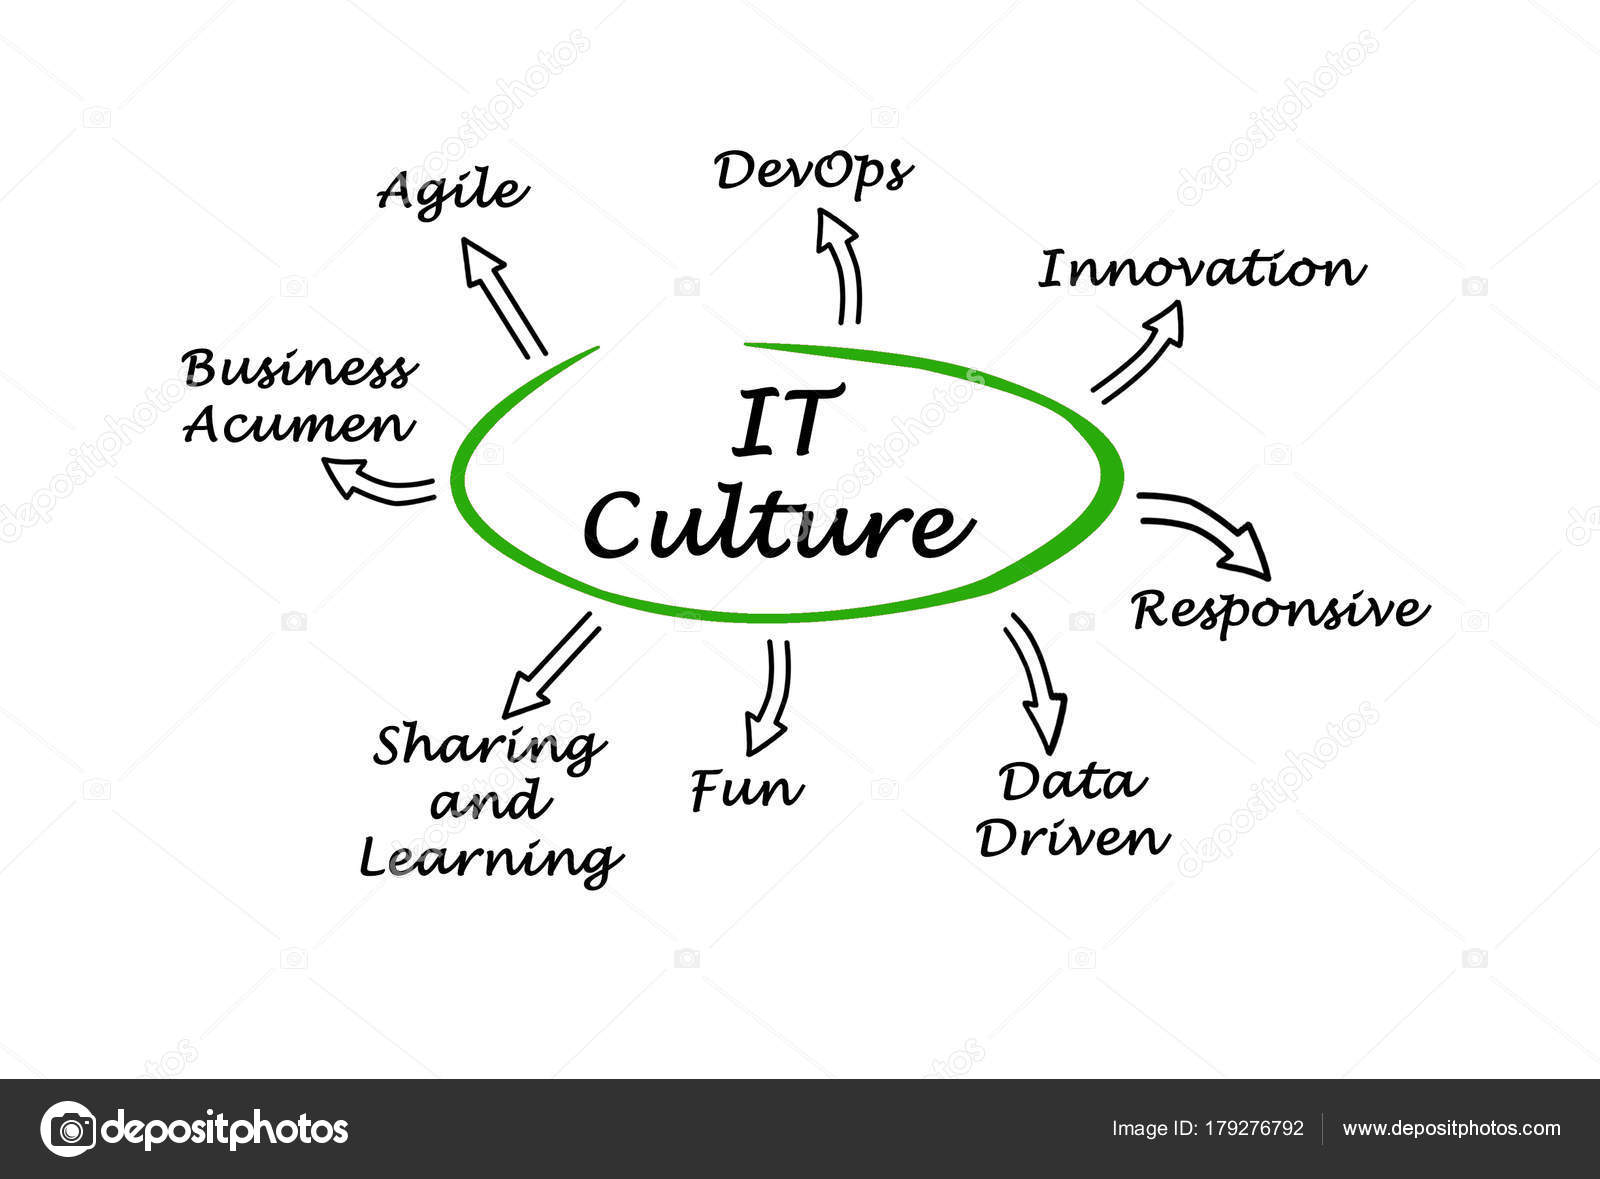 Agile
DevOps
Innovation
Business
Acumen
IT
Culture
Responsive
Sharing
and
Learning
Fun
Data
Driven
depositphotos
Image ID: 179276792
www.depositphotos.com